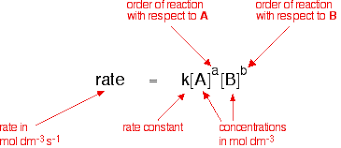 order of reaction
with respect to A
order of reaction
with respect to B
rate = k[A]ᵃ[B]ᵇ
rate in
mol dm⁻³ s⁻¹
rate constant
concentrations
in mol dm⁻³